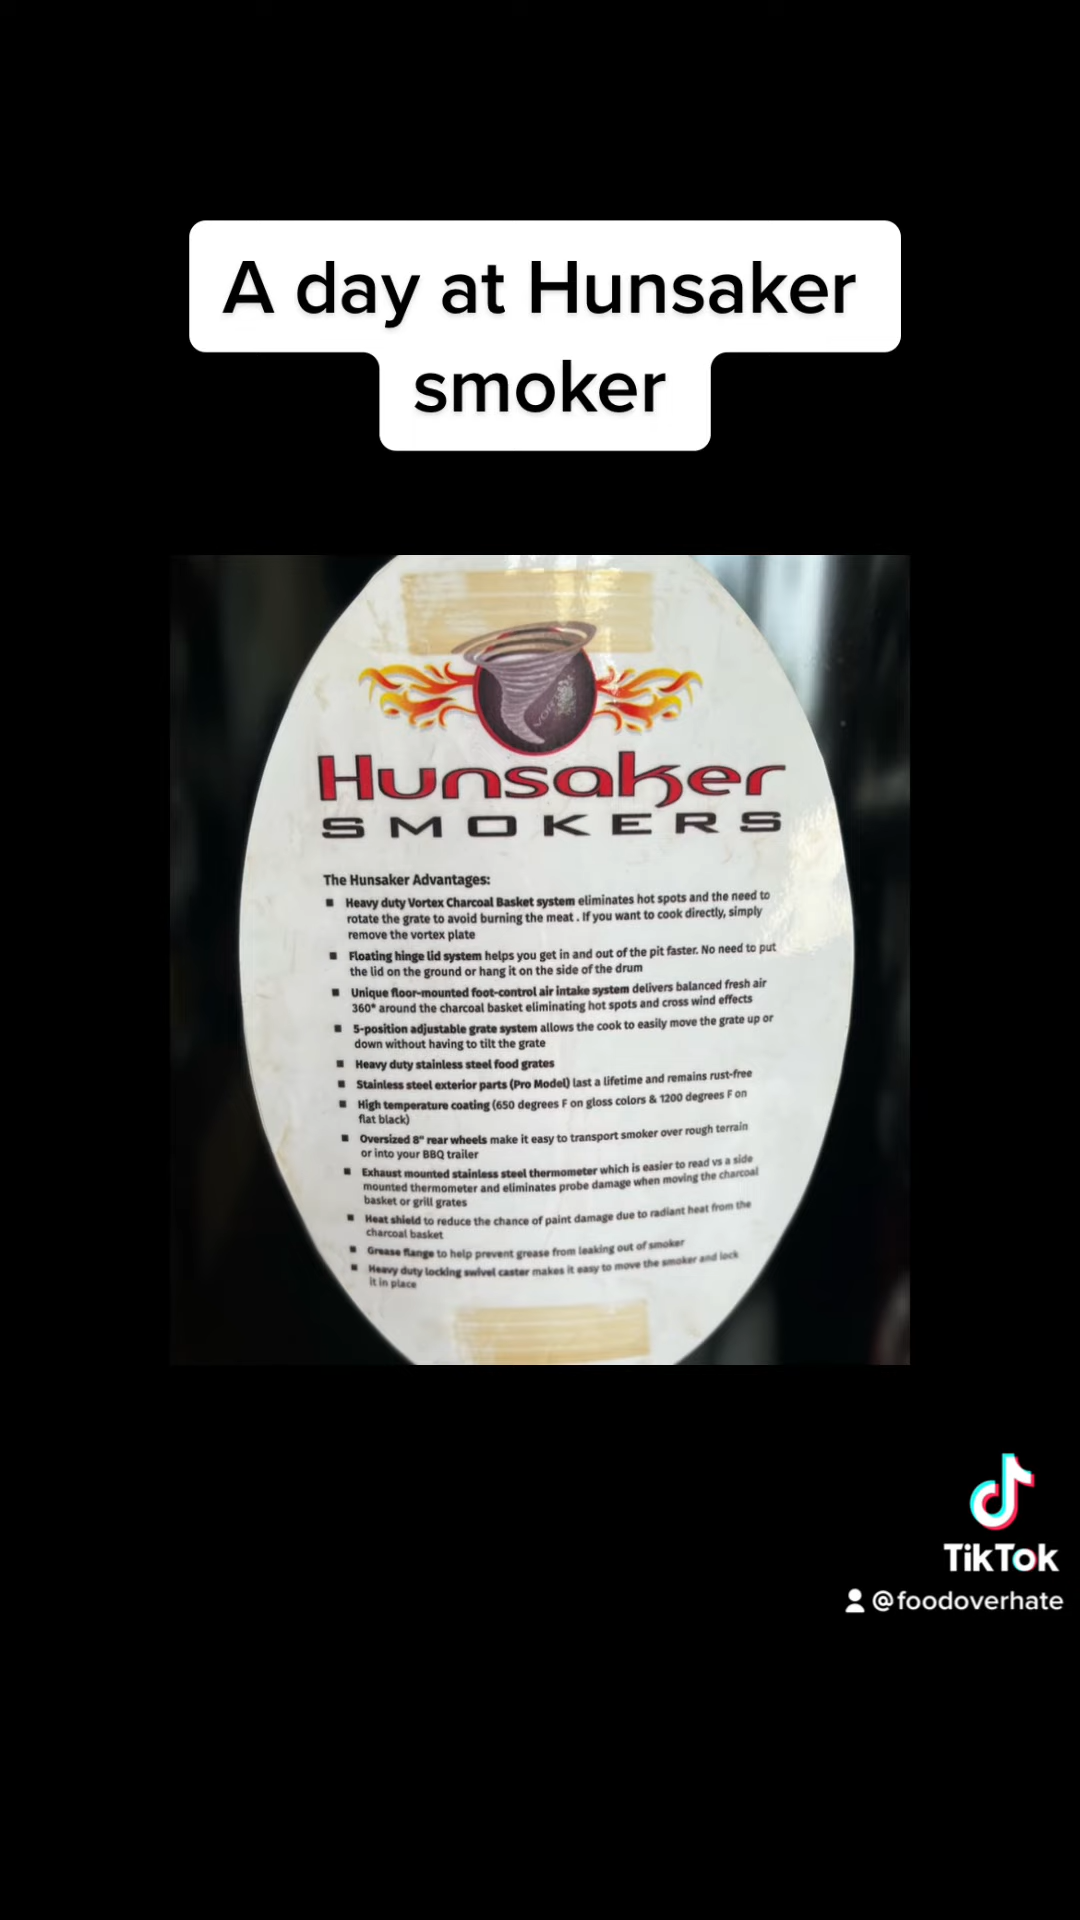 A day at Hunsaker
smoker
VORTEX
Hunsaker
SMOKERS
The Hunsaker Advantages:
■ Heavy duty Vortex Charcoal Basket system eliminates hot spots and the need to
rotate the grate to avoid burning the meat . If you want to cook directly, simply
remove the vortex plate
■ Floating hinge lid system helps you get in and out of the pit faster. No need to put
the lid on the ground or hang it on the side of the drum
■ Unique floor-mounted foot-control air intake system delivers balanced fresh air
360° around the charcoal basket eliminating hot spots and cross wind effects
■ 5-position adjustable grate system allows the cook to easily move the grate up or
down without having to tilt the grate
■ Heavy duty stainless steel food grates
■ Stainless steel exterior parts (Pro Model) last a lifetime and remains rust-free
■ High temperature coating (650 degrees F on gloss colors & 1200 degrees F on
flat black)
■ Oversized 8" rear wheels make it easy to transport smoker over rough terrain
or into your BBQ trailer
■ Exhaust mounted stainless steel thermometer which is easier to read vs a side
mounted thermometer and eliminates probe damage when moving the charcoal
basket or grill grates
■ Heat shield to reduce the chance of paint damage due to radiant heat from the
charcoal basket
■ Grease flange to help prevent grease from leaking out of smoker
■ Heavy duty locking swivel caster makes it easy to move the smoker and lock
it in place
TikTok
@foodoverhate